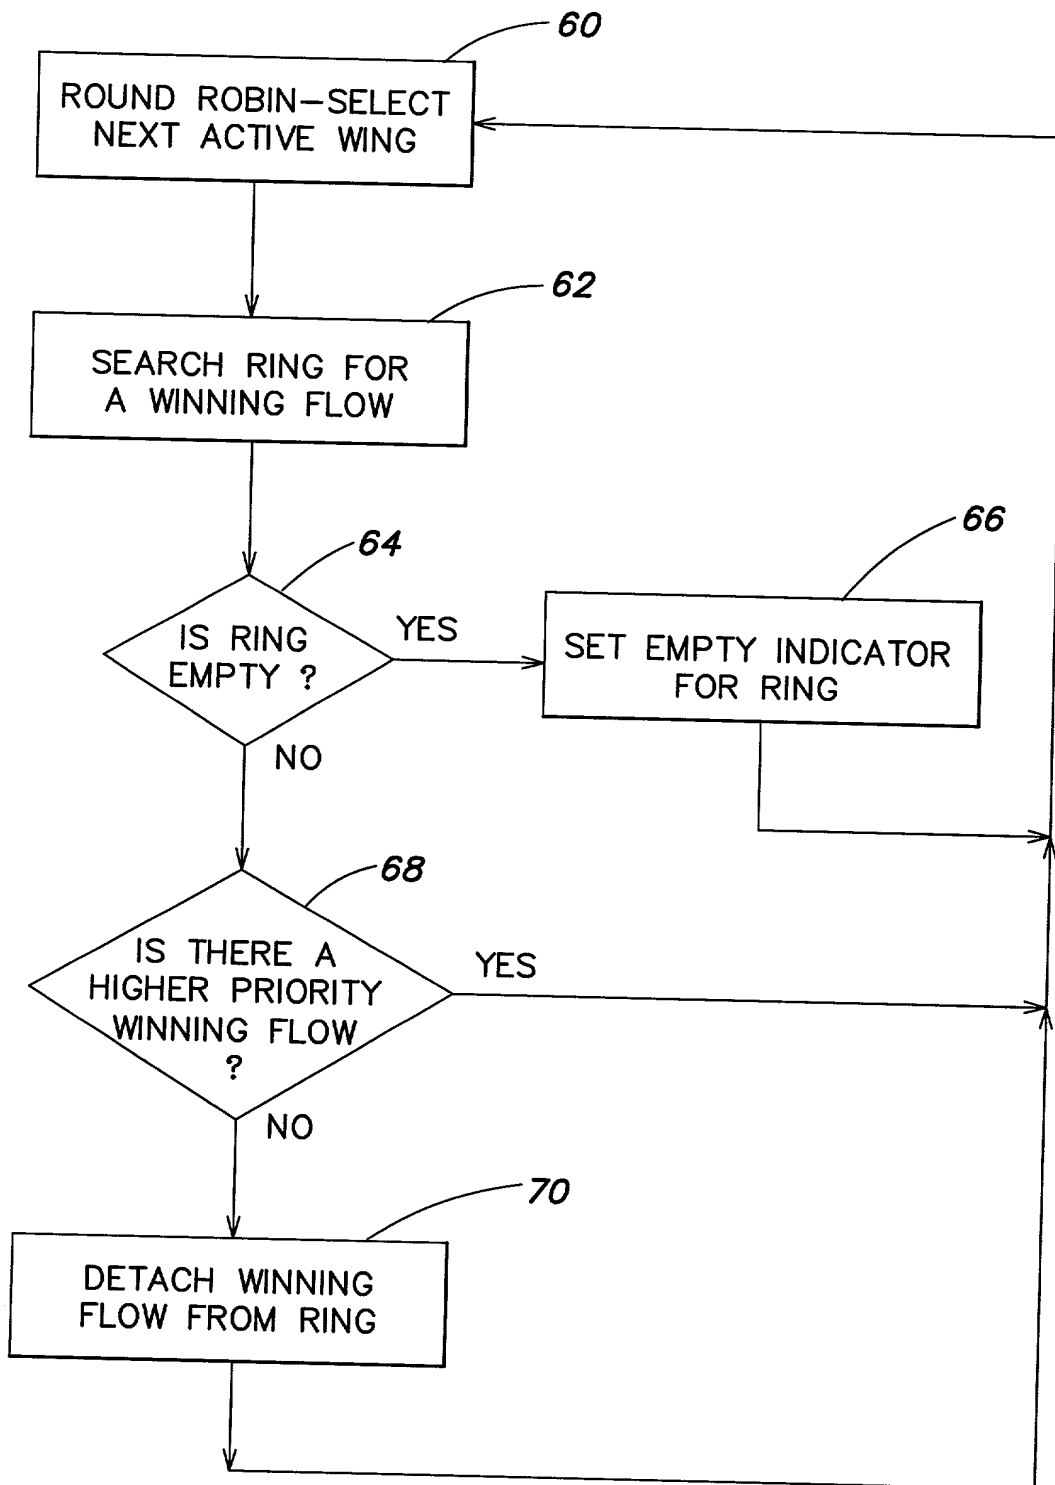 60
ROUND ROBIN-SELECT
NEXT ACTIVE WING
62
SEARCH RING FOR
A WINNING FLOW
64
IS RING
EMPTY ?
YES
66
SET EMPTY INDICATOR
FOR RING
NO
68
IS THERE A
HIGHER PRIORITY
WINNING FLOW
?
YES
NO
70
DETACH WINNING
FLOW FROM RING